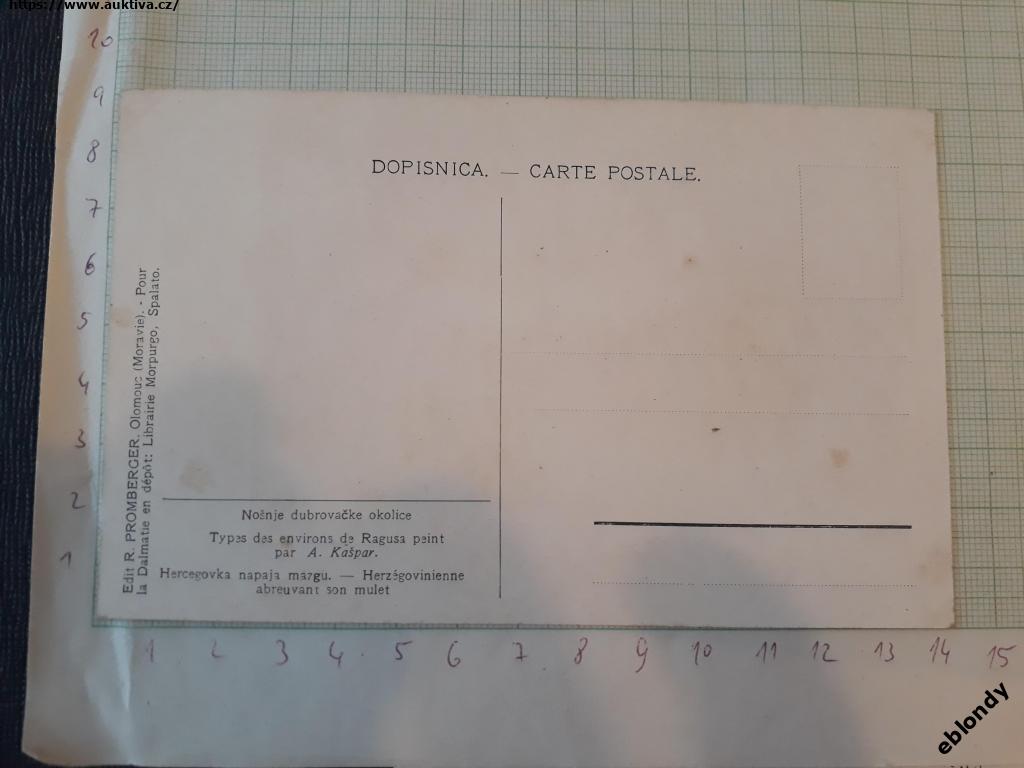 https://www.auktiva.cz/
10
9
8
7
6
5
4
3
2
1
DOPISNICA. — CARTE POSTALE.
Edit R. PROMBERGER. Olomouc (Moravie). - Pour
la Dalmatie en dépôt: Librairie Morpurgo, Spalato.
Nošnje dubrovačke okolice
Types des environs de Ragusa peint
par A. Kašpar.
Hercegovka napaja mazgu. — Herzégovinienne
abreuvant son mulet
1 2 3 4 5 6 7 8 9 10 11 12 13 14 15
eblondy